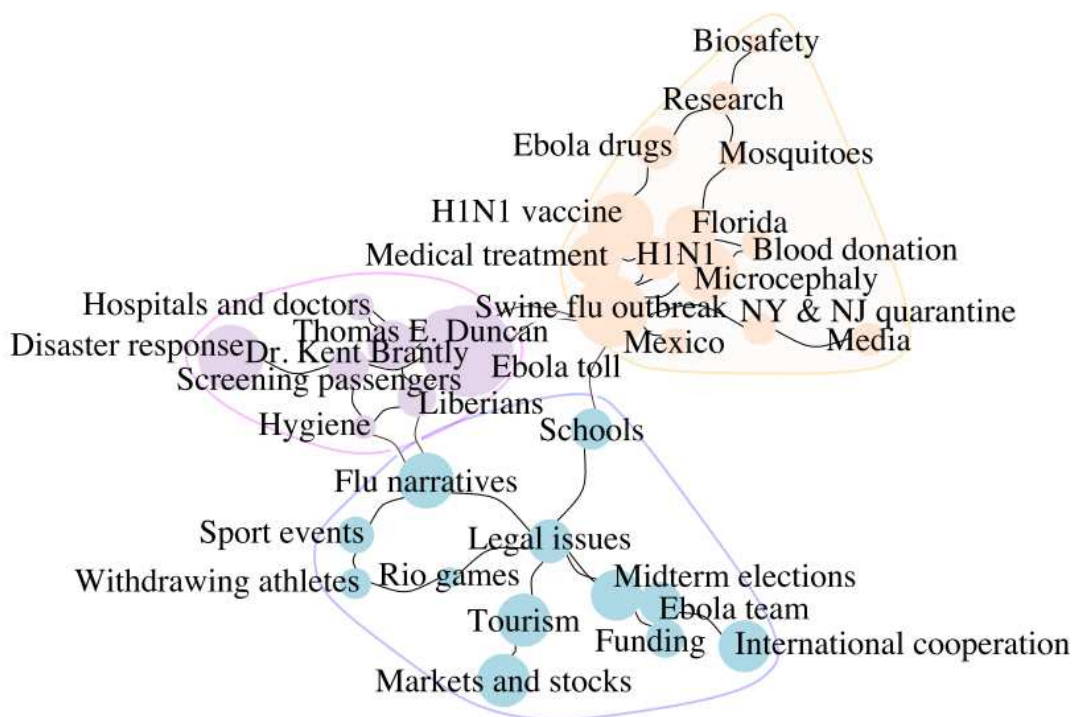 Biosafety
Research
Ebola drugs
Mosquitoes
H1N1 vaccine
Florida
Medical treatment
H1N1
Blood donation
Microcephaly
Hospitals and doctors
Swine flu outbreak
NY & NJ quarantine
Thomas E. Duncan
Disaster response
Dr. Kent Brantly
Mexico
Media
Screening passengers
Ebola toll
Liberians
Hygiene
Schools
Flu narratives
Sport events
Legal issues
Withdrawing athletes
Rio games
Midterm elections
Ebola team
Tourism
Funding
International cooperation
Markets and stocks